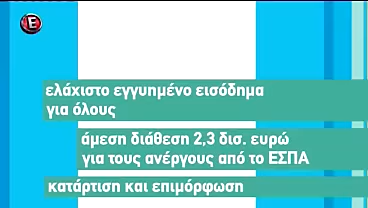 E
ελάχιστο εγγυημένο εισόδημα
για όλους
άμεση διάθεση 2,3 δισ. ευρώ
για τους ανέργους από το ΕΣΠΑ
κατάρτιση και επιμόρφωση